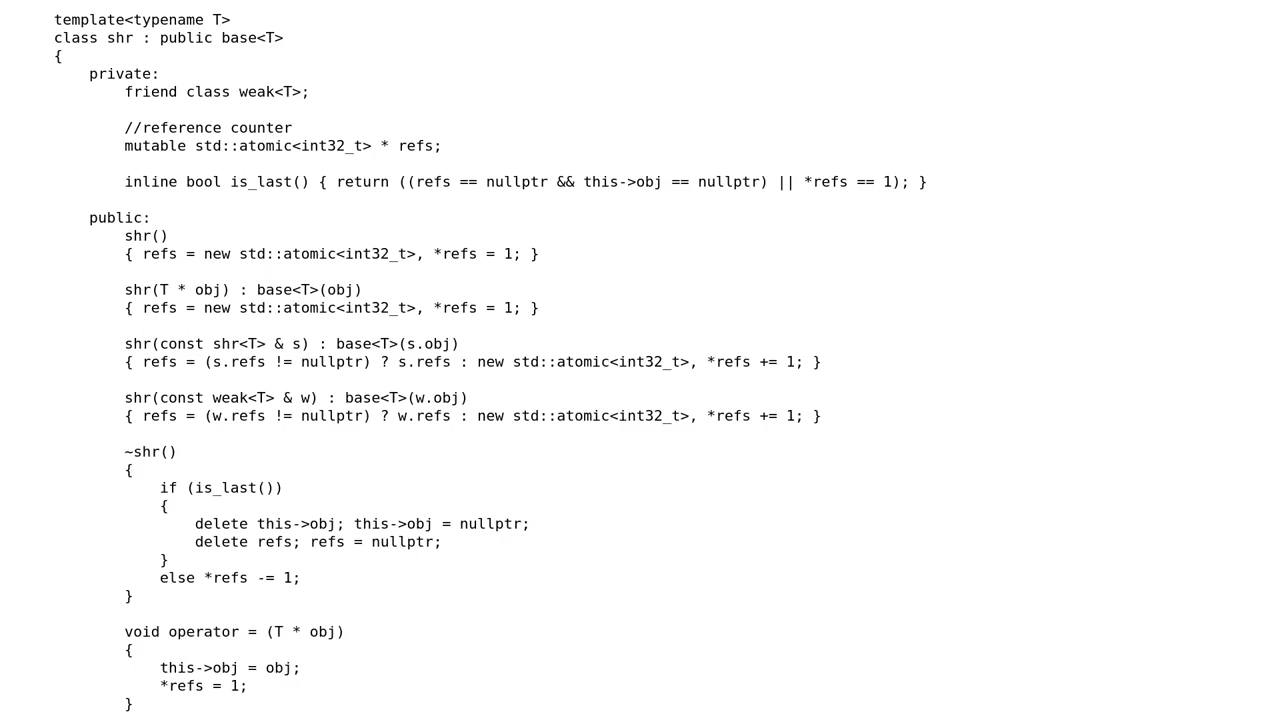 template<typename T>
class shr : public base<T>
{
    private:
        friend class weak<T>;

        //reference counter
        mutable std::atomic<int32_t> * refs;

        inline bool is_last() { return ((refs == nullptr && this->obj == nullptr) || *refs == 1); }

    public:
        shr()
        { refs = new std::atomic<int32_t>, *refs = 1; }

        shr(T * obj) : base<T>(obj)
        { refs = new std::atomic<int32_t>, *refs = 1; }

        shr(const shr<T> & s) : base<T>(s.obj)
        { refs = (s.refs != nullptr) ? s.refs : new std::atomic<int32_t>, *refs += 1; }

        shr(const weak<T> & w) : base<T>(w.obj)
        { refs = (w.refs != nullptr) ? w.refs : new std::atomic<int32_t>, *refs += 1; }

        ~shr()
        {
            if (is_last())
            {
                delete this->obj; this->obj = nullptr;
                delete refs; refs = nullptr;
            }
            else *refs -= 1;
        }

        void operator = (T * obj)
        {
            this->obj = obj;
            *refs = 1;
        }